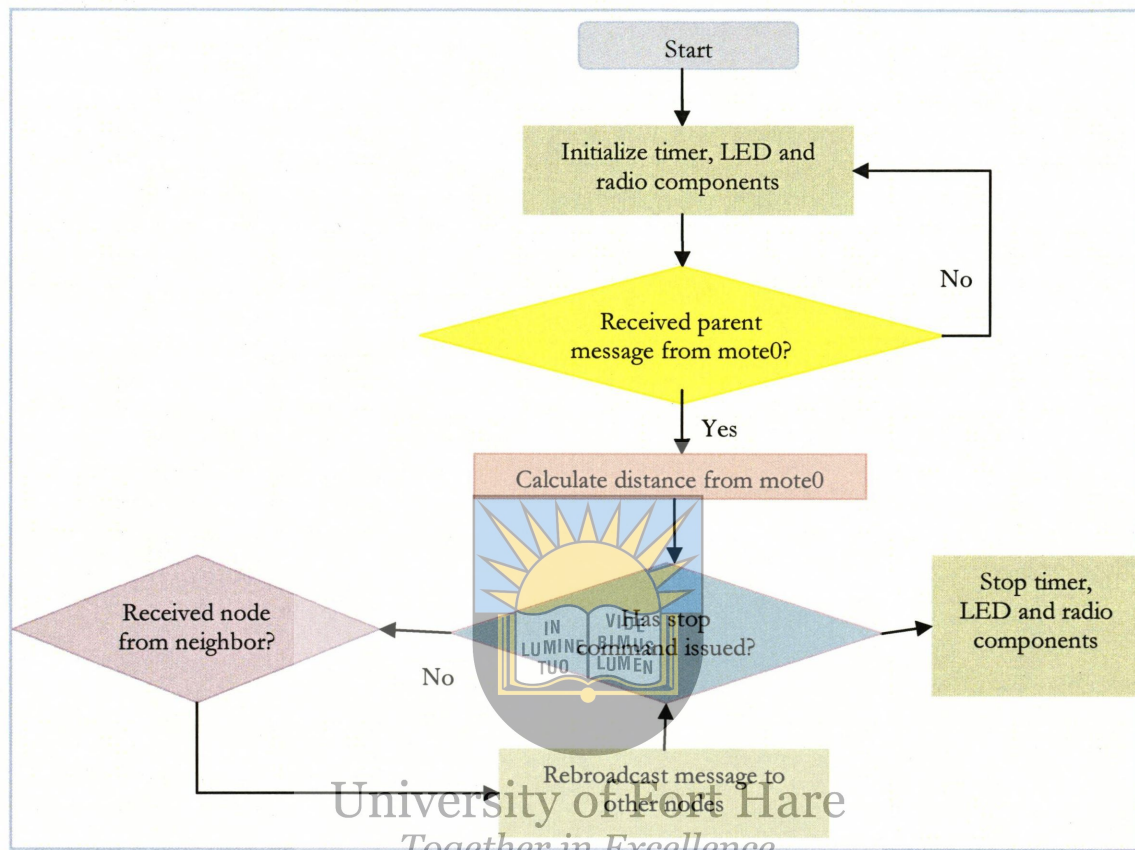 Start
Initialize timer, LED and
radio components
No
Received parent
message from mote0?
Yes
Calculate distance from mote0
Received node
from neighbor?
Has stop
command issued?
Stop timer,
LED and radio
components
IN
LUMINE
TUO
VIDE
BIMUS
LUMEN
No
Rebroadcast message to
other nodes
University of Fort Hare
Together in Excellence